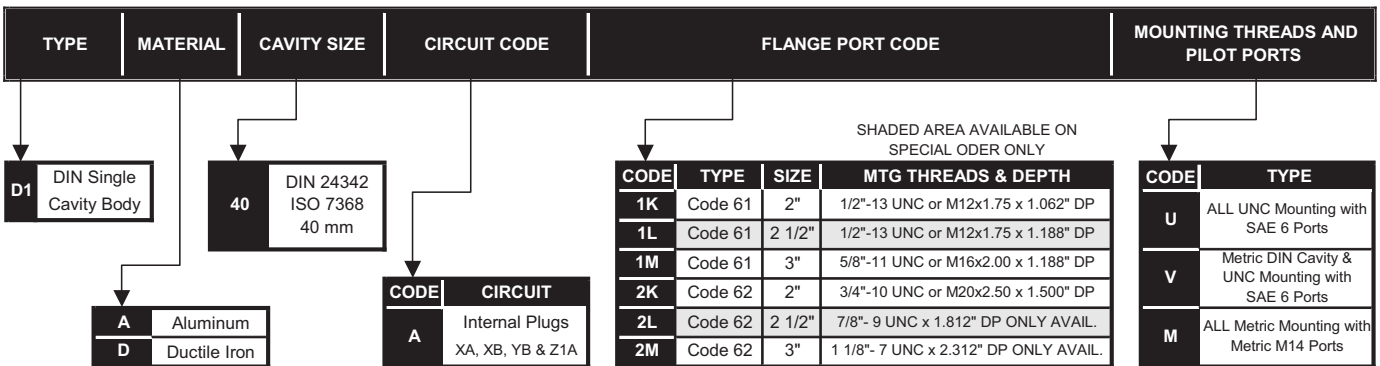 TYPE MATERIAL CAVITY SIZE CIRCUIT CODE FLANGE PORT CODE MOUNTING THREADS AND
PILOT PORTS
SHADED AREA AVAILABLE ON
SPECIAL ODER ONLY
D1 DIN Single
Cavity Body
40 DIN 24342
ISO 7368
40 mm
A Aluminum
D Ductile Iron
CODE CIRCUIT
A Internal Plugs
XA, XB, YB & Z1A
CODE TYPE SIZE MTG THREADS & DEPTH
1K Code 61 2" 1/2"-13 UNC or M12x1.75 x 1.062" DP
1L Code 61 2 1/2" 1/2"-13 UNC or M12x1.75 x 1.188" DP
1M Code 61 3" 5/8"-11 UNC or M16x2.00 x 1.188" DP
2K Code 62 2" 3/4"-10 UNC or M20x2.50 x 1.500" DP
2L Code 62 2 1/2" 7/8"- 9 UNC x 1.812" DP ONLY AVAIL.
2M Code 62 3" 1 1/8"- 7 UNC x 2.312" DP ONLY AVAIL.
CODE TYPE
U ALL UNC Mounting with
SAE 6 Ports
V Metric DIN Cavity &
UNC Mounting with
SAE 6 Ports
M ALL Metric Mounting with
Metric M14 Ports